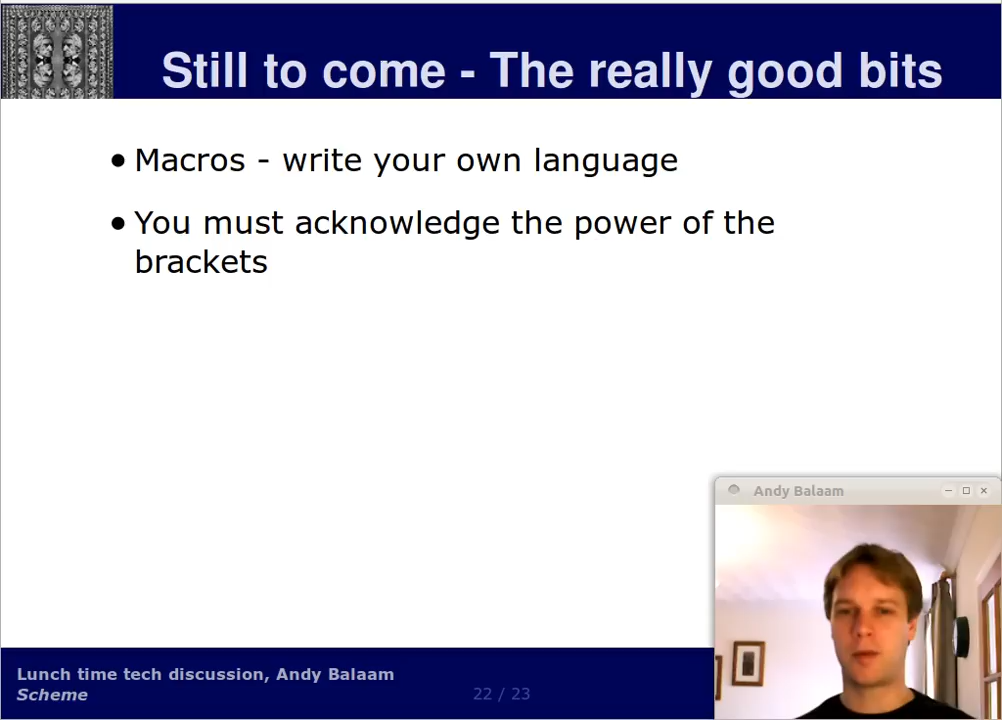 Still to come - The really good bits
• Macros - write your own language
• You must acknowledge the power of the
brackets
Andy Balaam
Lunch time tech discussion, Andy Balaam
Scheme
22 / 23